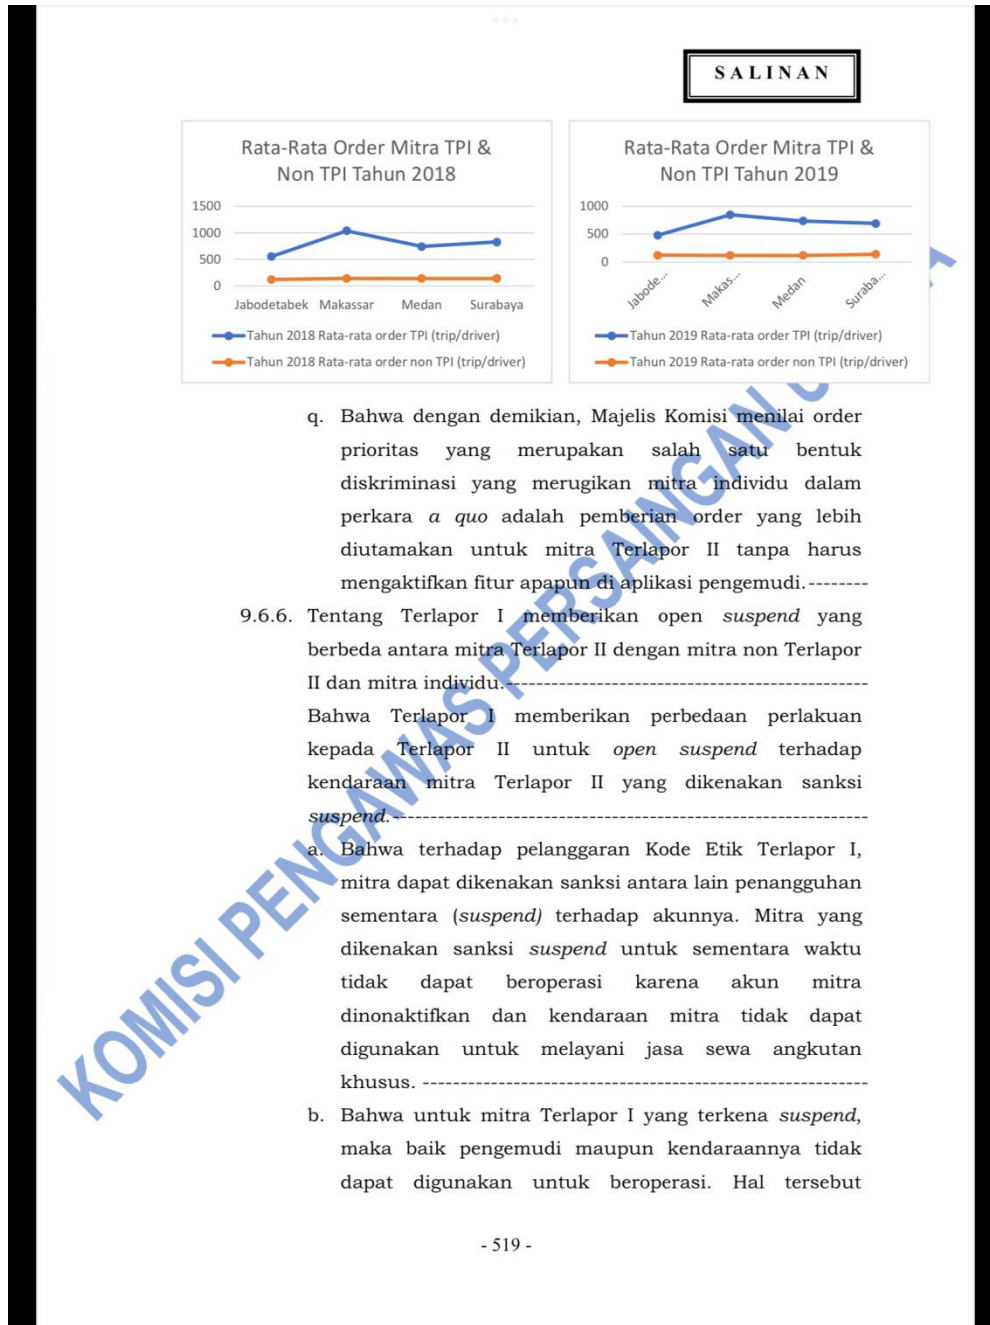 SALINAN
Rata-Rata Order Mitra TPI &
Non TPI Tahun 2018
1500
1000
500
0
Jabodetabek Makassar Medan Surabaya
Tahun 2018 Rata-rata order TPI (trip/driver)
Tahun 2018 Rata-rata order non TPI (trip/driver)
Rata-Rata Order Mitra TPI &
Non TPI Tahun 2019
1000
500
0
Jabode... Makas... Medan Suraba...
Tahun 2019 Rata-rata order TPI (trip/driver)
Tahun 2019 Rata-rata order non TPI (trip/driver)
q. Bahwa dengan demikian, Majelis Komisi menilai order
prioritas yang merupakan salah satu bentuk
diskriminasi yang merugikan mitra individu dalam
perkara a quo adalah pemberian order yang lebih
diutamakan untuk mitra Terlapor II tanpa harus
mengaktifkan fitur apapun di aplikasi pengemudi.--------
9.6.6. Tentang Terlapor I memberikan open suspend yang
berbeda antara mitra Terlapor II dengan mitra non Terlapor
II dan mitra individu.------------------------------------------------
Bahwa Terlapor I memberikan perbedaan perlakuan
kepada Terlapor II untuk open suspend terhadap
kendaraan mitra Terlapor II yang dikenakan sanksi
suspend.---------------------------------------------------------------
a. Bahwa terhadap pelanggaran Kode Etik Terlapor I,
mitra dapat dikenakan sanksi antara lain penangguhan
sementara (suspend) terhadap akunnya. Mitra yang
dikenakan sanksi suspend untuk sementara waktu
tidak dapat beroperasi karena akun mitra
dinonaktifkan dan kendaraan mitra tidak dapat
digunakan untuk melayani jasa sewa angkutan
khusus. -----------------------------------------------------------
b. Bahwa untuk mitra Terlapor I yang terkena suspend,
maka baik pengemudi maupun kendaraannya tidak
dapat digunakan untuk beroperasi. Hal tersebut
- 519 -
KOMISI PENGAWAS PERSAINGAN